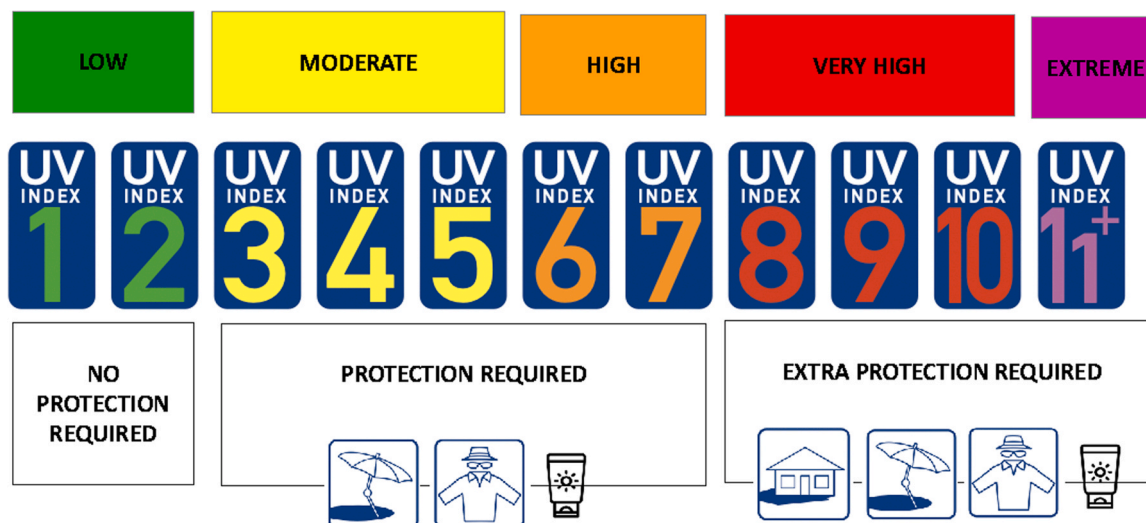 LOW
MODERATE
HIGH
VERY HIGH
EXTREME
UV
INDEX
1
UV
INDEX
2
UV
INDEX
3
UV
INDEX
4
UV
INDEX
5
UV
INDEX
6
UV
INDEX
7
UV
INDEX
8
UV
INDEX
9
UV
INDEX
10
UV
INDEX
11+
NO
PROTECTION
REQUIRED
PROTECTION REQUIRED
EXTRA PROTECTION REQUIRED